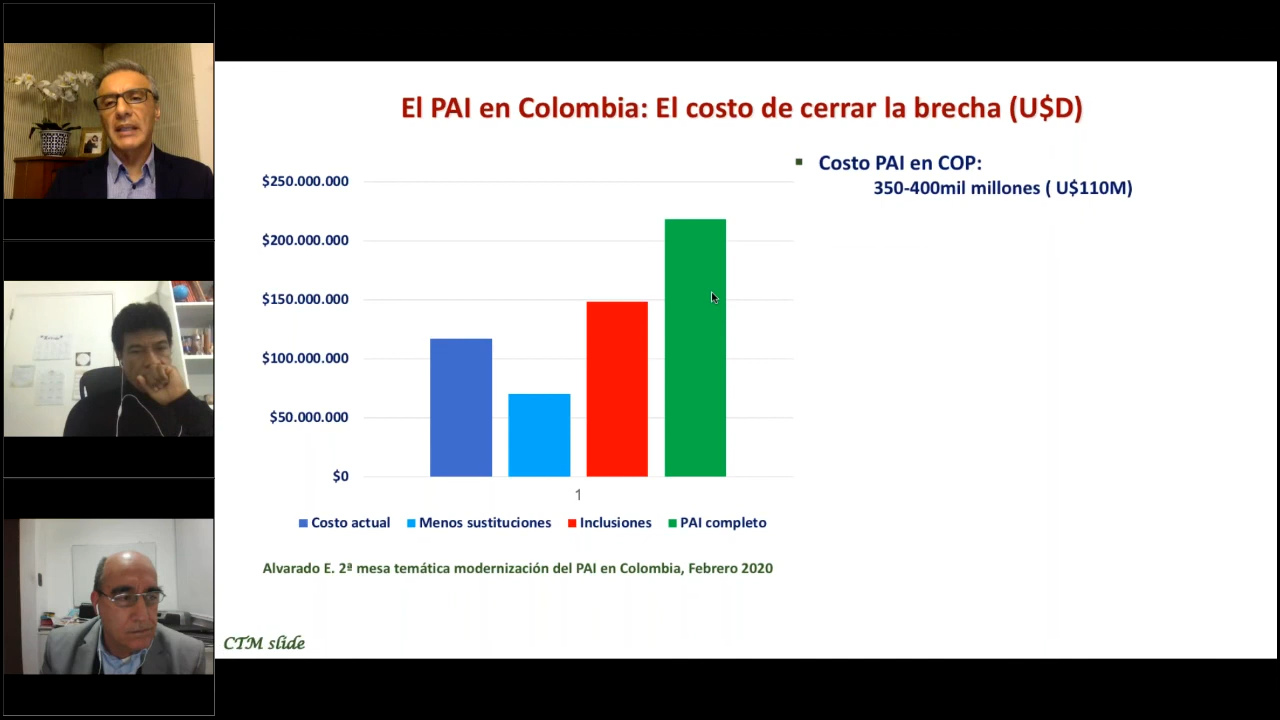 El PAI en Colombia: El costo de cerrar la brecha (U$D)
Costo PAI en COP:
350-400mil millones ( U$110M)
$250.000.000
$200.000.000
$150.000.000
$100.000.000
$50.000.000
$0
1
Costo actual
Menos sustituciones
Inclusiones
PAI completo
Alvarado E. 2ª mesa temática modernización del PAI en Colombia, Febrero 2020
CTM slide